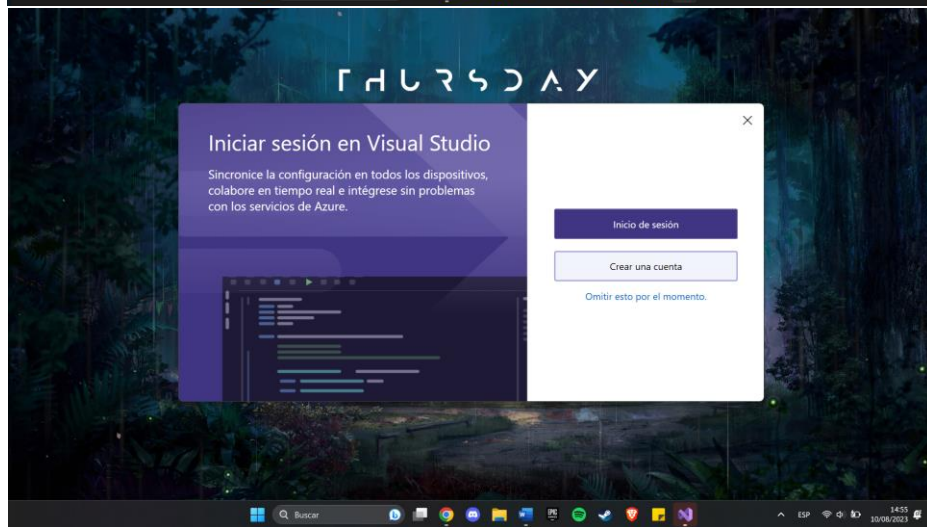 THURSDAY
Iniciar sesión en Visual Studio
Sincronice la configuración en todos los dispositivos,
colabore en tiempo real e intégrese sin problemas
con los servicios de Azure.
Inicio de sesión
Crear una cuenta
Omitir esto por el momento.
Buscar
EPIC
ESP
14:55
10/08/2023